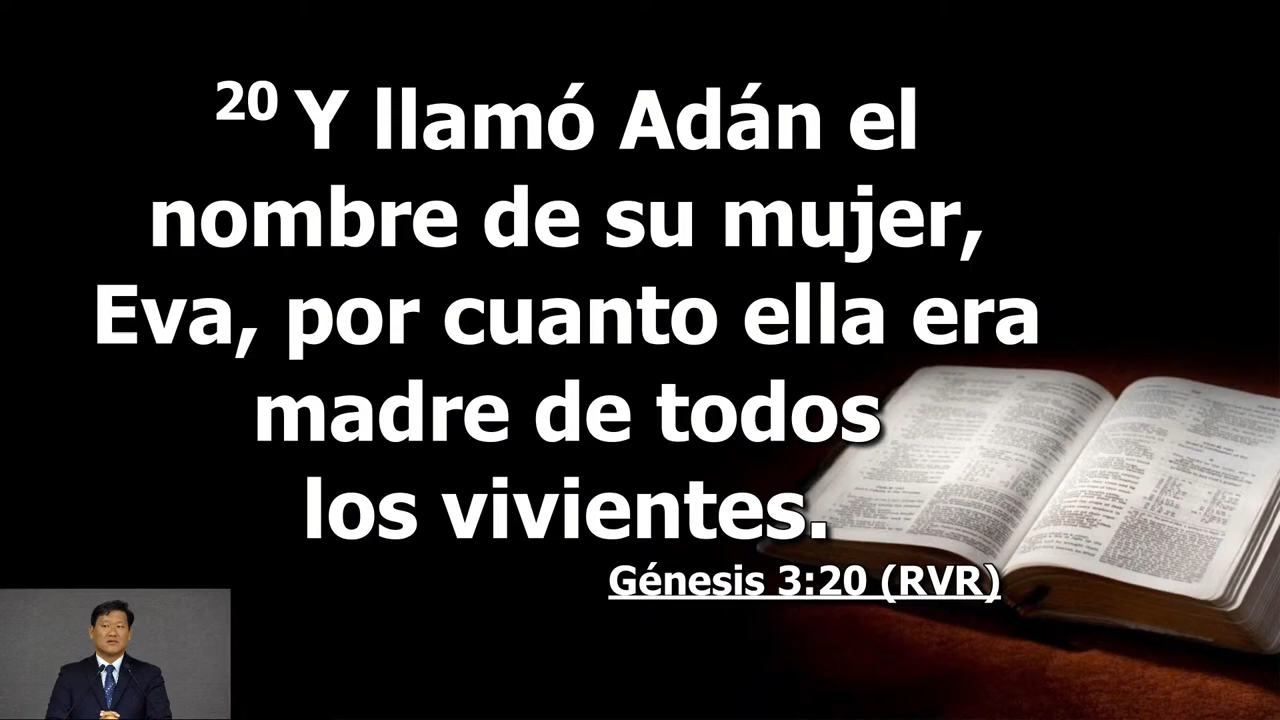 20 Y llamó Adán el
nombre de su mujer,
Eva, por cuanto ella era
madre de todos
los vivientes.
Génesis 3:20 (RVR)